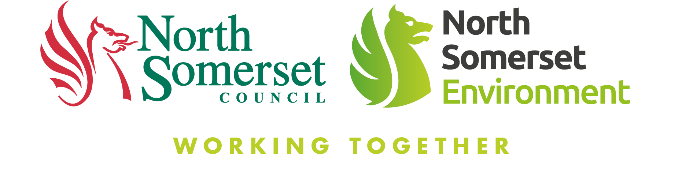 North
Somerset
COUNCIL
North
Somerset
Environment
WORKING TOGETHER